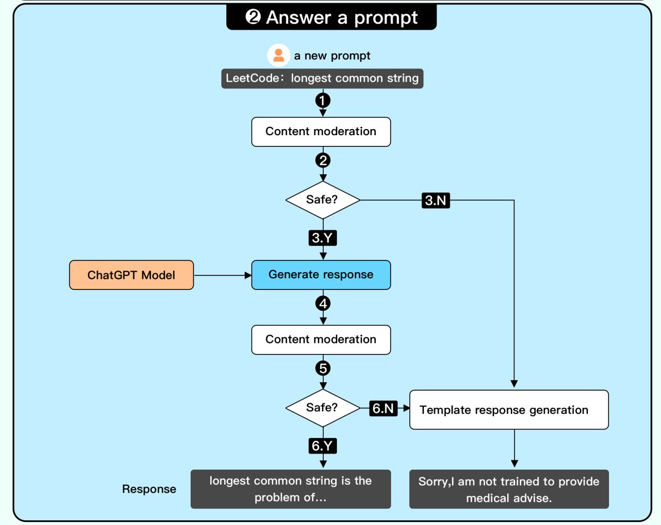 ❷ Answer a prompt
a new prompt
LeetCode：longest common string
1
Content moderation
2
Safe?
3.N
3.Y
ChatGPT Model
Generate response
4
Content moderation
5
Safe?
6.N
Template response generation
6.Y
Response
longest common string is the
problem of...
Sorry,I am not trained to provide
medical advise.